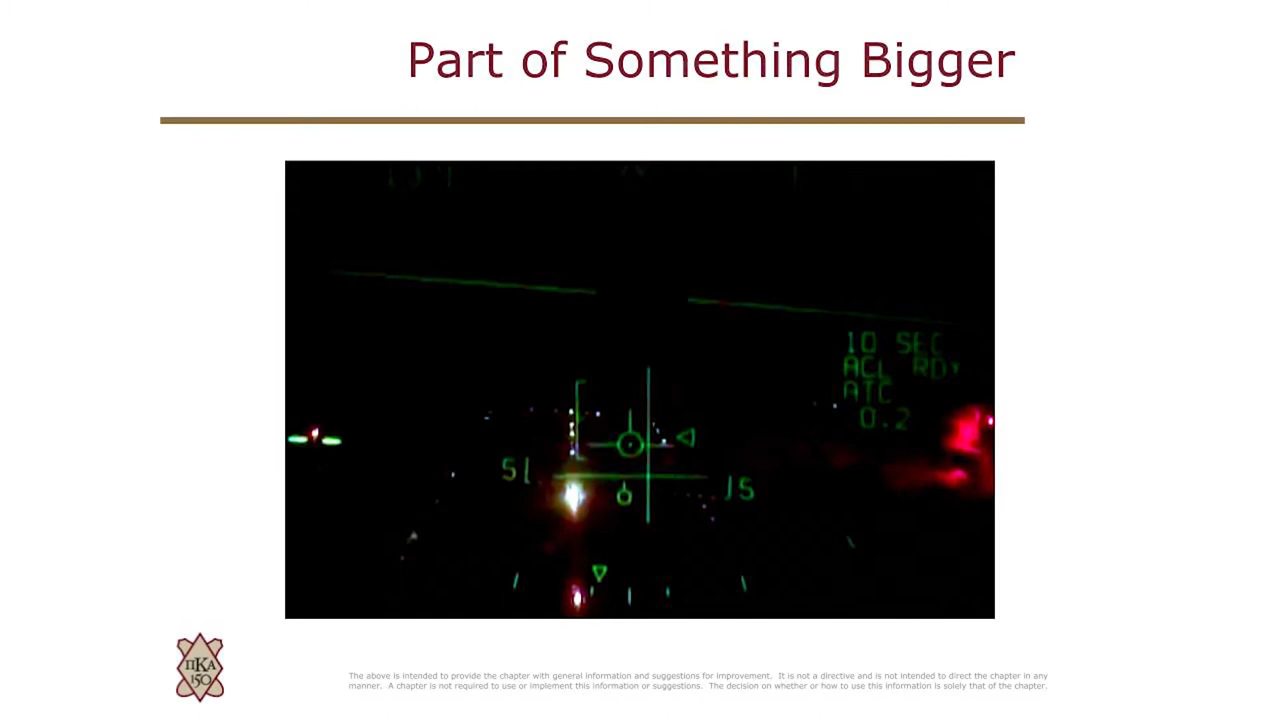 Part of Something Bigger
10 SEC
ACL RDY
ATC
0.2
5
5
ΠΚΑ
150
The above is intended to provide the chapter with general information and suggestions for improvement. It is not a directive and is not intended to direct the chapter in any
manner. A chapter is not required to use or implement this information or suggestions. The decision on whether or how to use this information is solely that of the chapter.